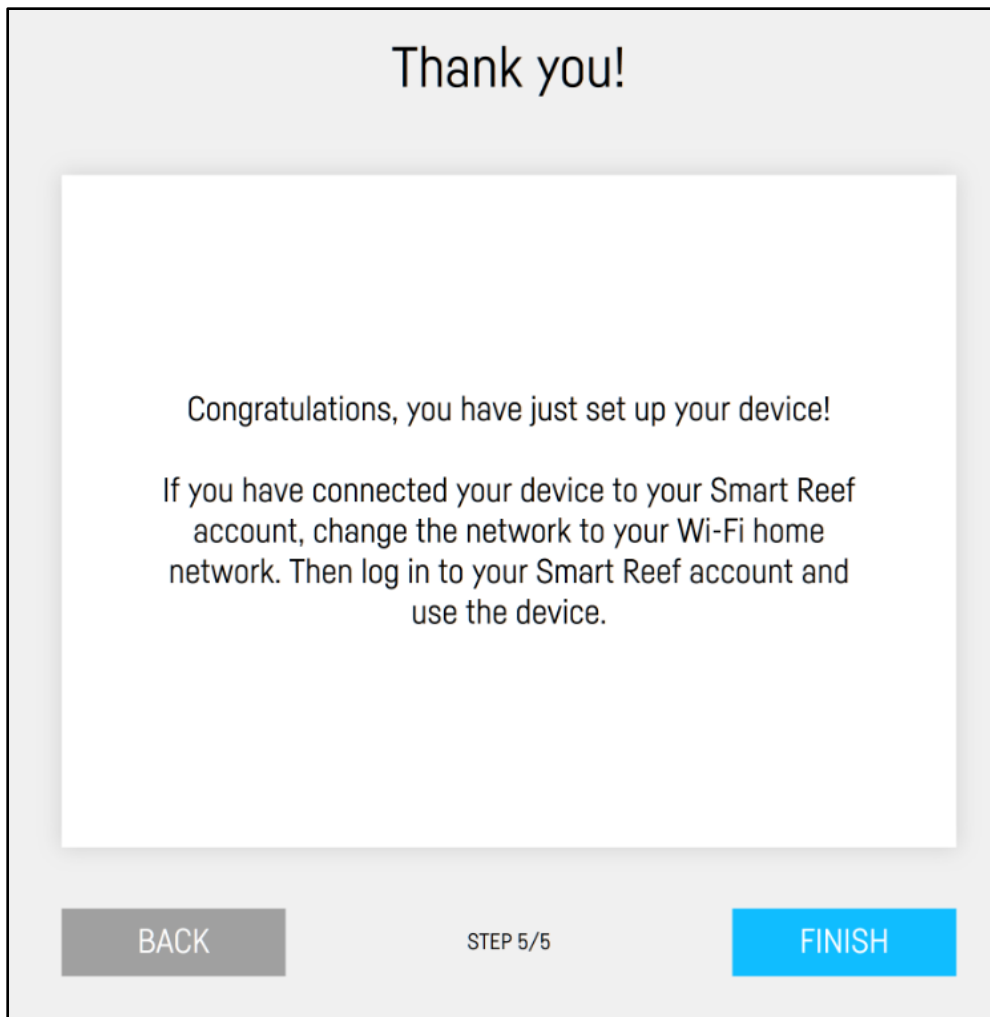 Thank you!
Congratulations, you have just set up your device!
If you have connected your device to your Smart Reef
account, change the network to your Wi-Fi home
network. Then log in to your Smart Reef account and
use the device.
BACK
STEP 5/5
FINISH